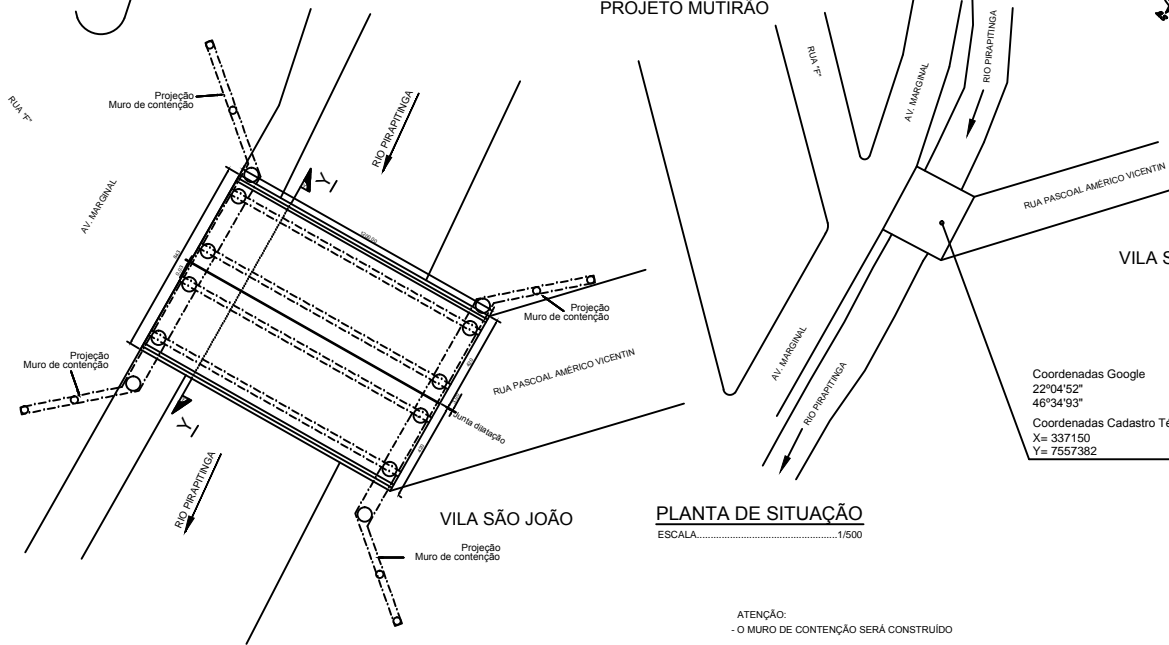 PROJETO MUTIRÃO
RUA "F"
AV. MARGINAL
Projeção
Muro de contenção
RIO PIRAPITINGA
Y
Projeção
Muro de contenção
RUA PASCOAL AMÉRICO VICENTIN
Projeção
Muro de contenção
Y
Junta dilatação
RIO PIRAPITINGA
VILA SÃO JOÃO
Projeção
Muro de contenção
RUA "F"
AV. MARGINAL
RIO PIRAPITINGA
RUA PASCOAL AMÉRICO VICENTIN
VILA S
AV. MARGINAL
RIO PIRAPITINGA
Coordenadas Google
22º04'52"
46º34'93"
Coordenadas Cadastro Té
X= 337150
Y= 7557382
PLANTA DE SITUAÇÃO
ESCALA..................................................1/500
ATENÇÃO:
- O MURO DE CONTENÇÃO SERÁ CONSTRUÍDO